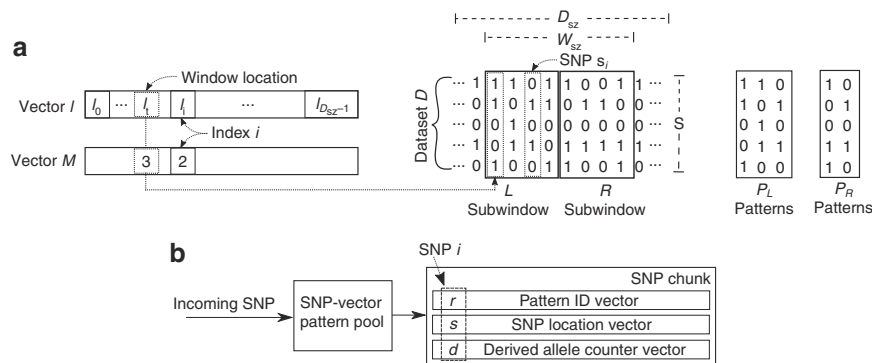 D_sz
W_sz
a
SNP s_i
Window location
Vector I
I_0 ··· I_t I_i ··· I_{D_sz−1}
Index i
Vector M
3 2
Dataset D
··· 1 1 1 0 1 1 0 0 1 1 ···
··· 0 1 0 1 1 0 1 1 0 1 ···
··· 0 0 1 0 0 0 0 0 0 0 ···
··· 1 0 1 1 0 1 1 1 1 0 ···
··· 0 1 0 0 1 1 0 0 1 0 ···
S
L
Subwindow
R
Subwindow
1 1 0
1 0 1
0 1 0
0 1 1
1 0 0
P_L
Patterns
1 0
0 1
0 0
1 1
1 0
P_R
Patterns
b
SNP i
SNP chunk
Incoming SNP
SNP-vector
pattern pool
r Pattern ID vector
s SNP location vector
d Derived allele counter vector